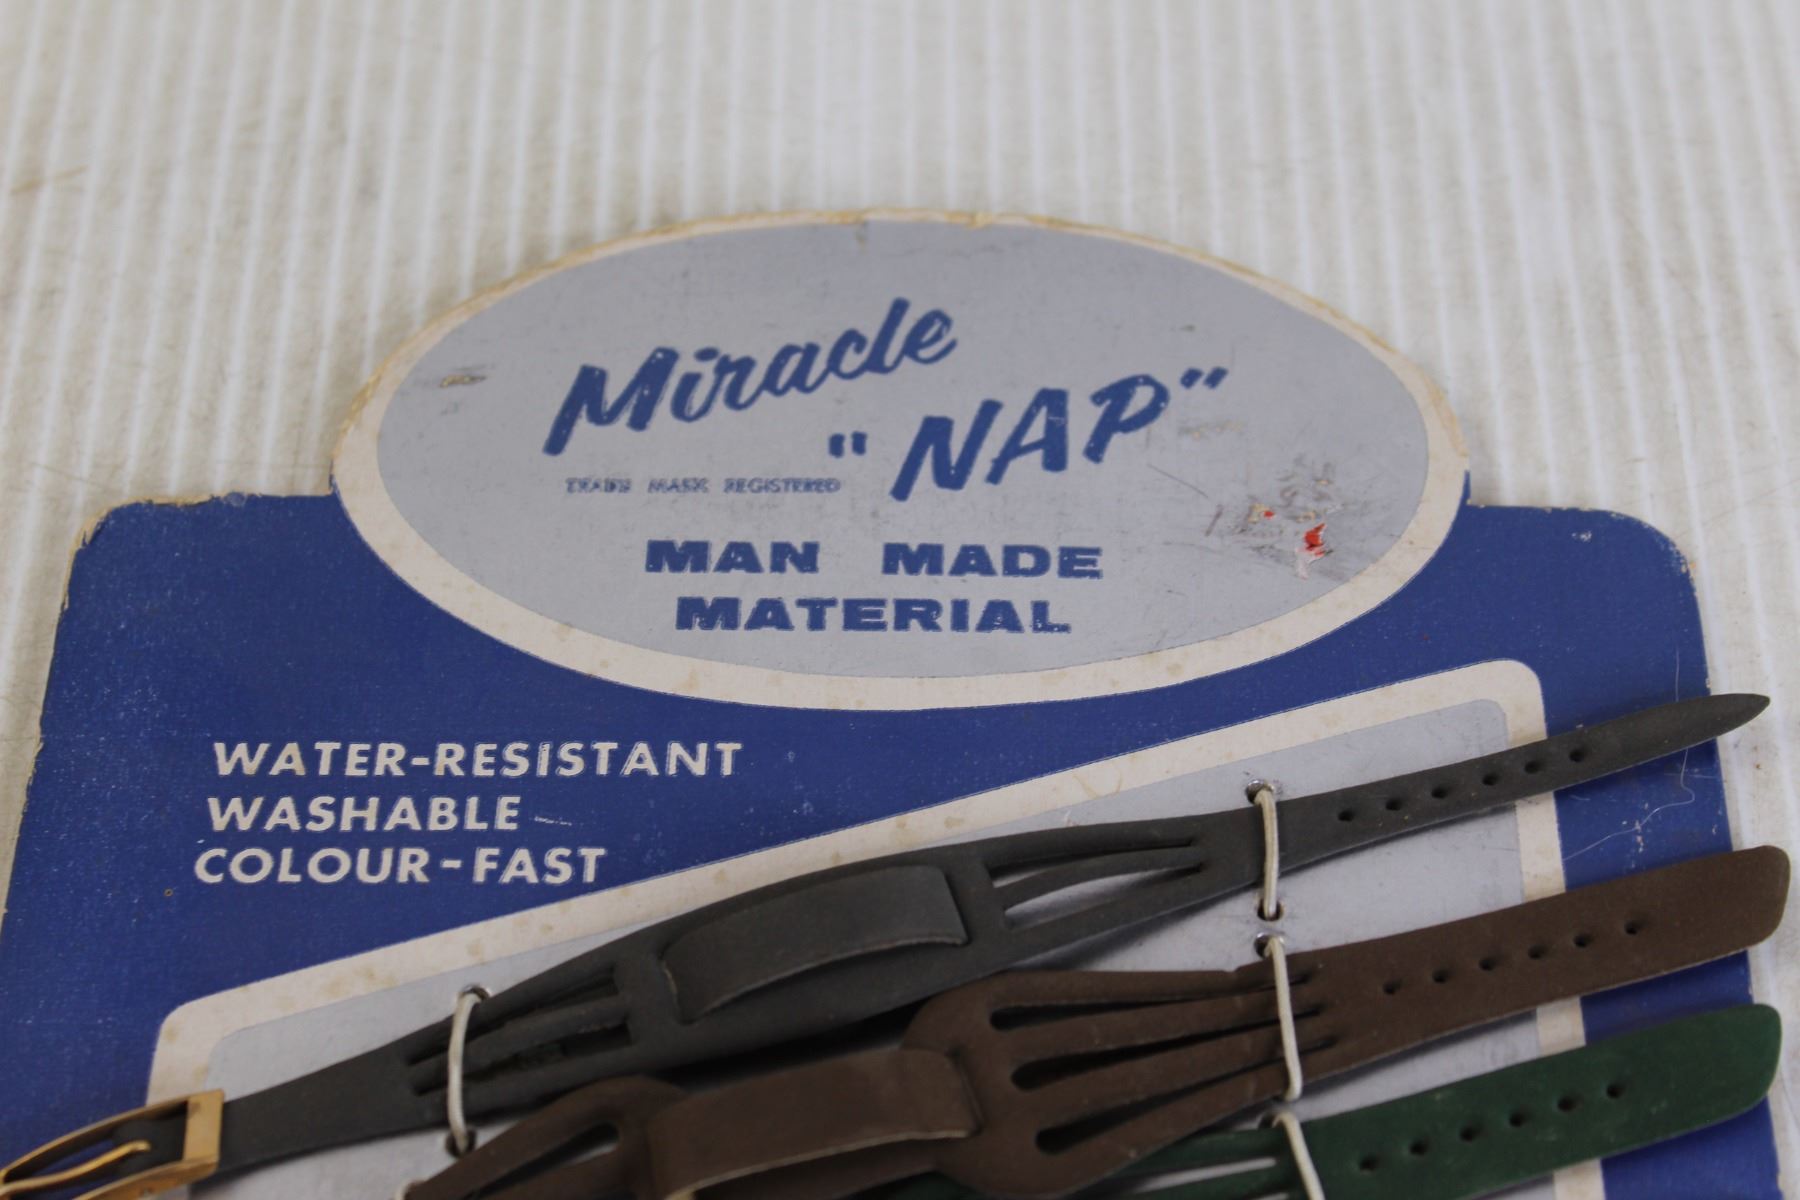 Miracle
"NAP"
TRADE MARK REGISTERED
MAN MADE
MATERIAL
WATER-RESISTANT
WASHABLE
COLOUR-FAST